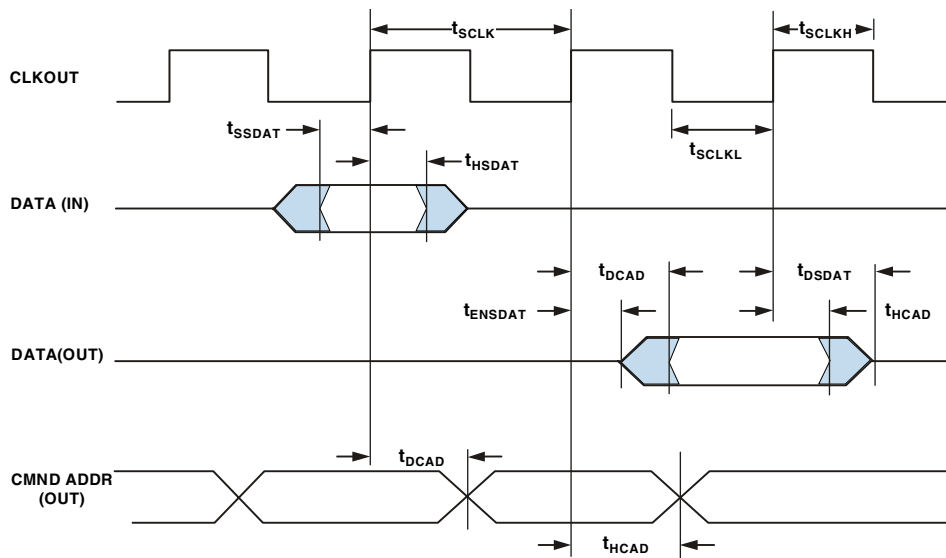 tSCLK
tSCLKH
CLKOUT
tSSDAT
tSCLKL
tHSDAT
DATA (IN)
tDCAD
tDSDAT
tENSDAT
tHCAD
DATA(OUT)
tDCAD
CMND ADDR
(OUT)
tHCAD